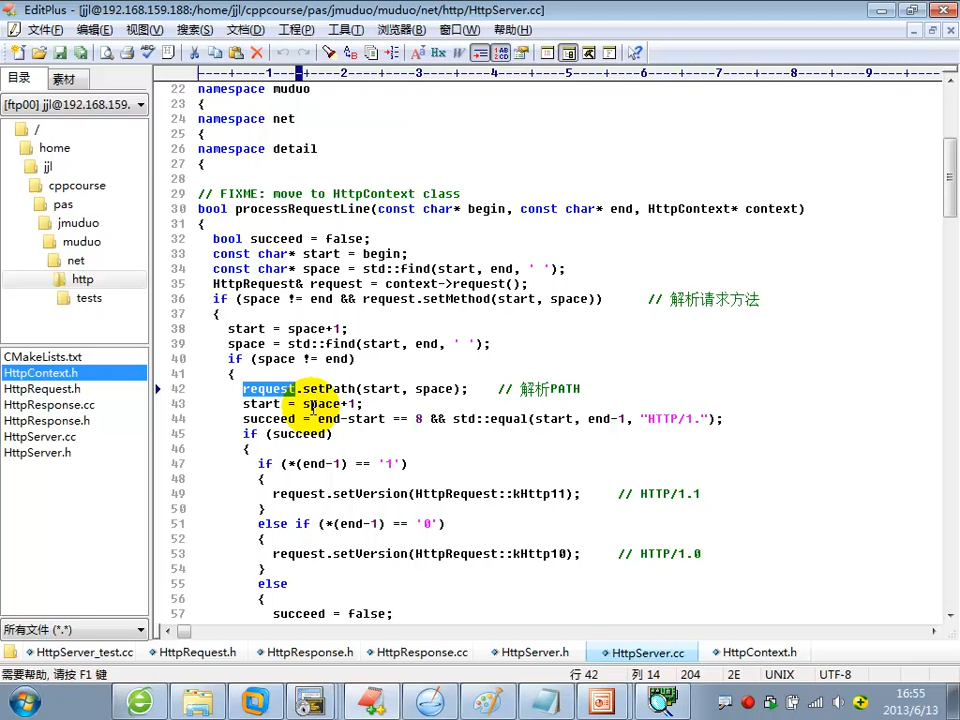 EditPlus - [jjl@192.168.159.188:/home/jjl/cppcourse/pas/jmuduo/muduo/net/http/HttpServer.cc]
文件(F) 编辑(E) 视图(V) 搜索(S) 文档(D) 工程(P) 工具(T) 浏览器(B) 窗口(W) 帮助(H)
目录 素材
----+----1----+----2----+----3----+----4----+----5----+----6----+----7----+----8----+----9----+----
[ftp00] jjl@192.168.159.
/
home
jjl
cppcourse
pas
jmuduo
muduo
net
http
tests
CMakeLists.txt
HttpContext.h
HttpRequest.h
HttpResponse.cc
HttpResponse.h
HttpServer.cc
HttpServer.h
所有文件 (*.*)
22 namespace muduo
23 {
24 namespace net
25 {
26 namespace detail
27 {
28
29 // FIXME: move to HttpContext class
30 bool processRequestLine(const char* begin, const char* end, HttpContext* context)
31 {
32 bool succeed = false;
33 const char* start = begin;
34 const char* space = std::find(start, end, ' ');
35 HttpRequest& request = context->request();
36 if (space != end && request.setMethod(start, space)) // 解析请求方法
37 {
38 start = space+1;
39 space = std::find(start, end, ' ');
40 if (space != end)
41 {
42 request.setPath(start, space); // 解析PATH
43 start = space+1;
44 succeed = end-start == 8 && std::equal(start, end-1, "HTTP/1.");
45 if (succeed)
46 {
47 if (*(end-1) == '1')
48 {
49 request.setVersion(HttpRequest::kHttp11); // HTTP/1.1
50 }
51 else if (*(end-1) == '0')
52 {
53 request.setVersion(HttpRequest::kHttp10); // HTTP/1.0
54 }
55 else
56 {
57 succeed = false;
HttpServer_test.cc HttpRequest.h HttpResponse.h HttpResponse.cc HttpServer.h HttpServer.cc HttpContext.h
需要帮助, 请按 F1 键 行 42 列 14 204 2E UNIX UTF-8
16:55
2013/6/13